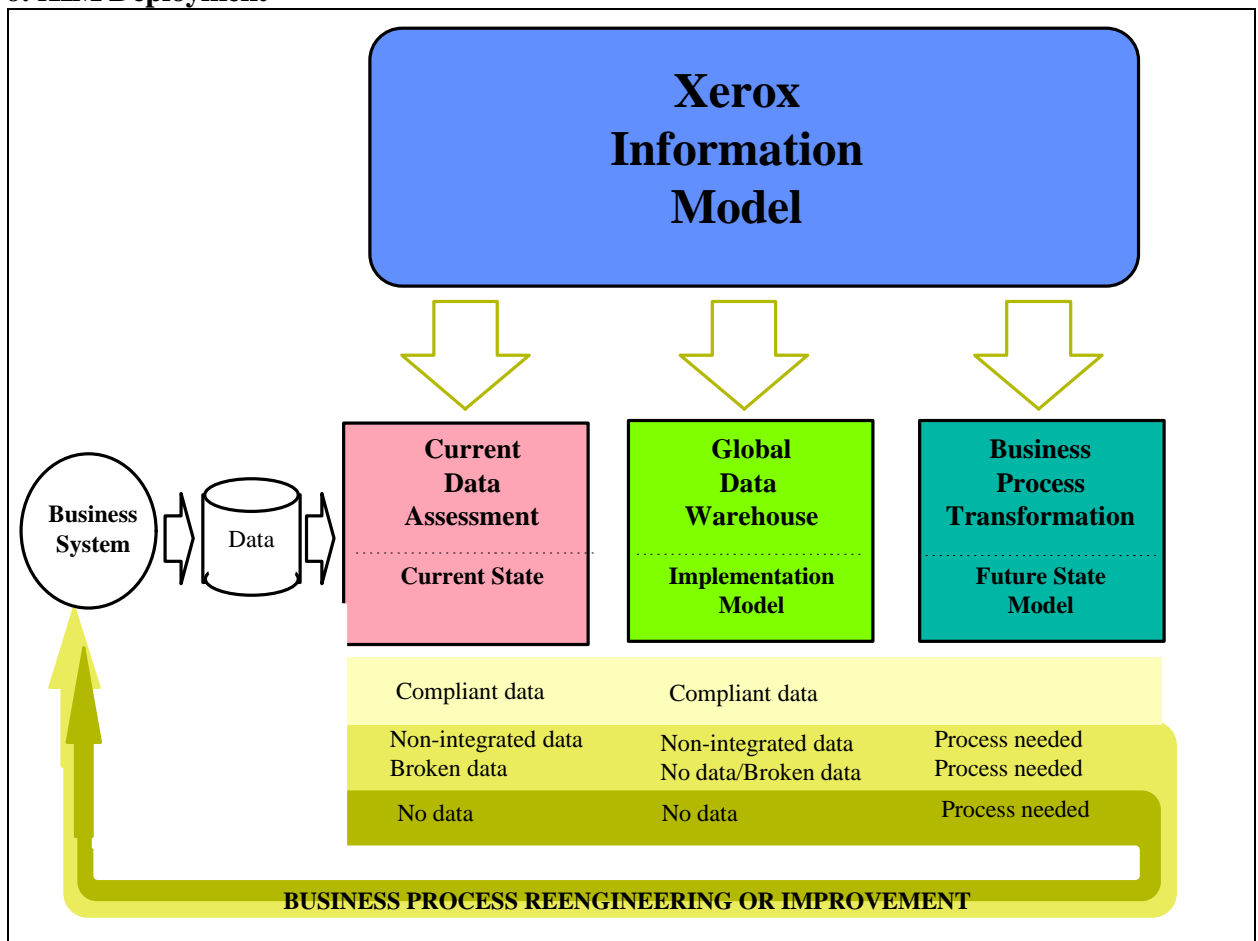 Xerox
Information
Model
Current
Data
Assessment
Current State
Global
Data
Warehouse
Implementation
Model
Business
Process
Transformation
Future State
Model
Business
System
Data
Compliant data
Compliant data
Non-integrated data
Non-integrated data
Process needed
Broken data
No data/Broken data
Process needed
No data
No data
Process needed
BUSINESS PROCESS REENGINEERING OR IMPROVEMENT